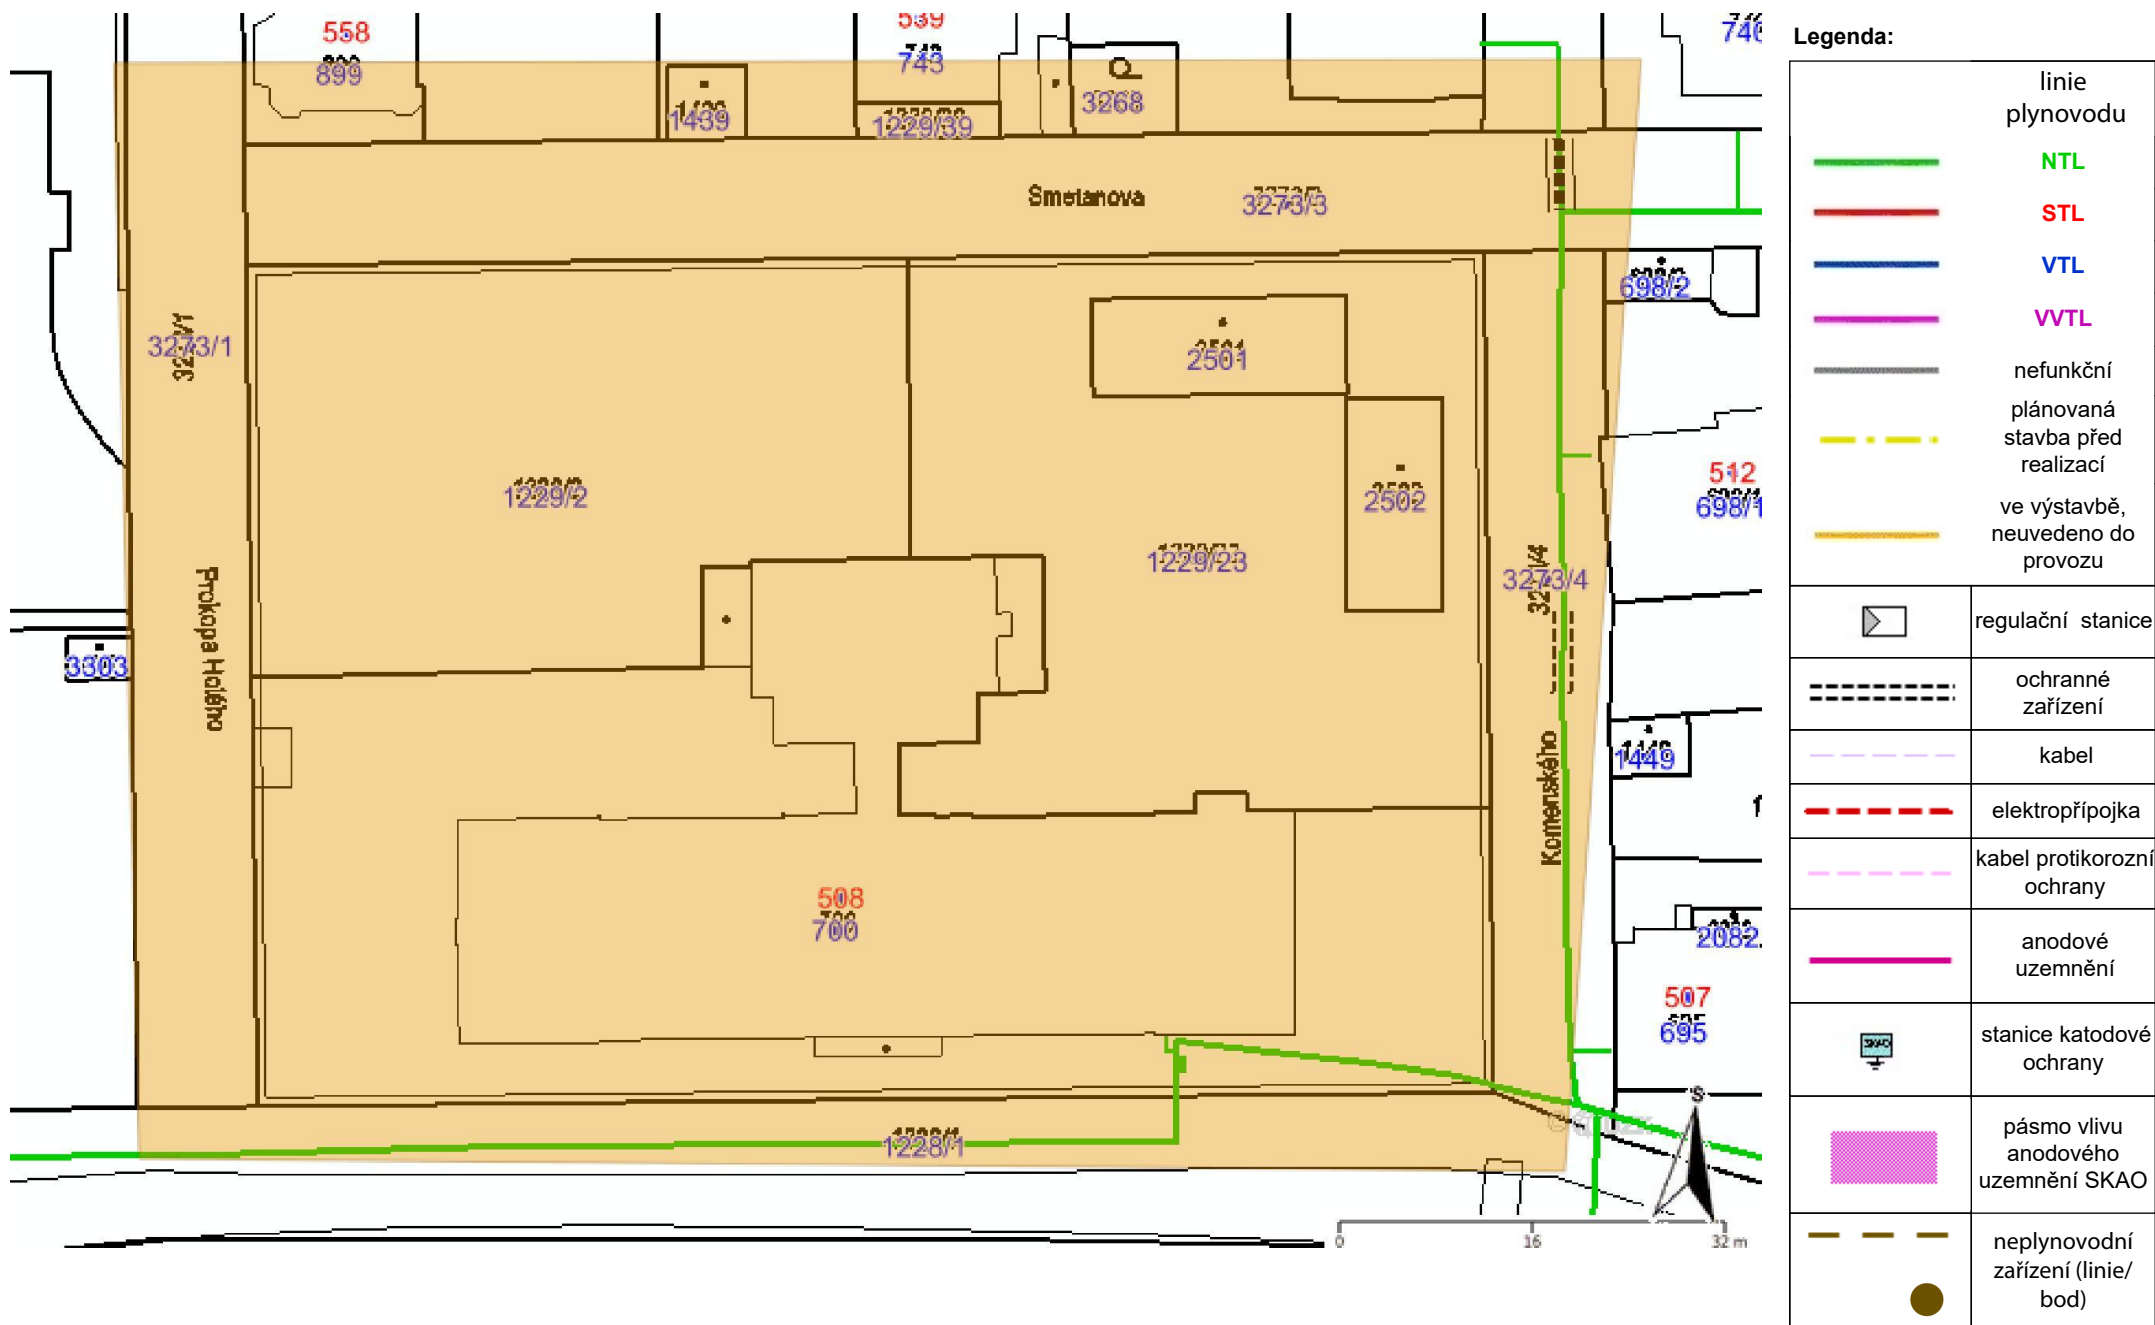 558
899
539
743
746
1439
1229/39
3268
Smetanova
3273/3
698/2
3273/1
2501
1229/2
2502
512
698/1
1229/23
3273/4
Prokopa Holého
3303
Komenského
1449
508
700
2082
507
695
1228/1
S
0
16
32 m
Legenda:
linie
plynovodu
NTL
STL
VTL
VVTL
nefunkční
plánovaná
stavba před
realizací
ve výstavbě,
neuvedeno do
provozu
regulační stanice
ochranné
zařízení
kabel
elektropřípojka
kabel protikorozní
ochrany
anodové
uzemnění
SKAO
stanice katodové
ochrany
pásmo vlivu
anodového
uzemnění SKAO
neplynovodní
zařízení (linie/
bod)